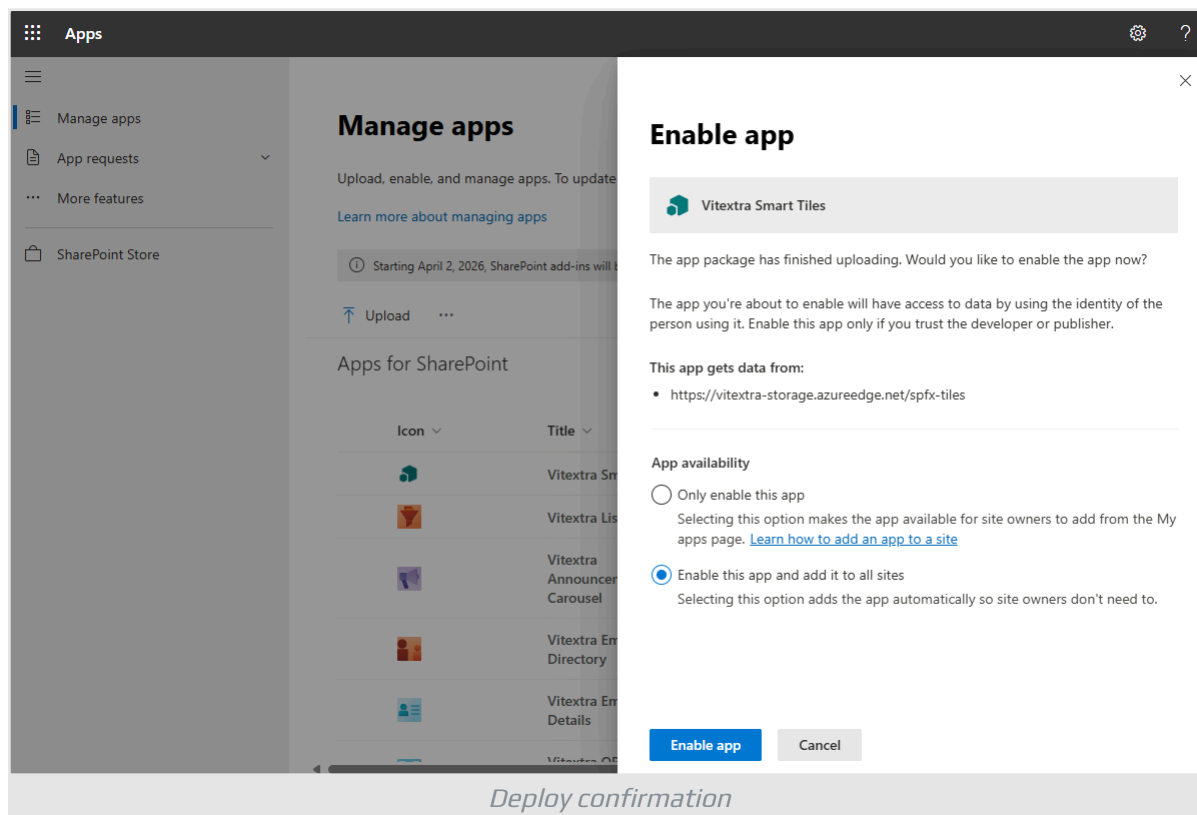 Apps
?
Manage apps
App requests
More features
SharePoint Store
Manage apps
Upload, enable, and manage apps. To update
Learn more about managing apps
Starting April 2, 2026, SharePoint add-ins will
Upload
Apps for SharePoint
Icon
Title
Vitextra
Vitextra
Vitextra
Carousel
Vitextra
Directory
Vitextra
Details
Vitextra
Enable app
Vitextra Smart Tiles
The app package has finished uploading. Would you like to enable the app now?
The app you're about to enable will have access to data by using the identity of the
person using it. Enable this app only if you trust the developer or publisher.
This app gets data from:
• https://vitextra-storage.azureedge.net/spfx-tiles
App availability
Only enable this app
Selecting this option makes the app available for site owners to add from the My
apps page. Learn how to add an app to a site
Enable this app and add it to all sites
Selecting this option adds the app automatically so site owners don't need to.
Enable app
Cancel
Deploy confirmation